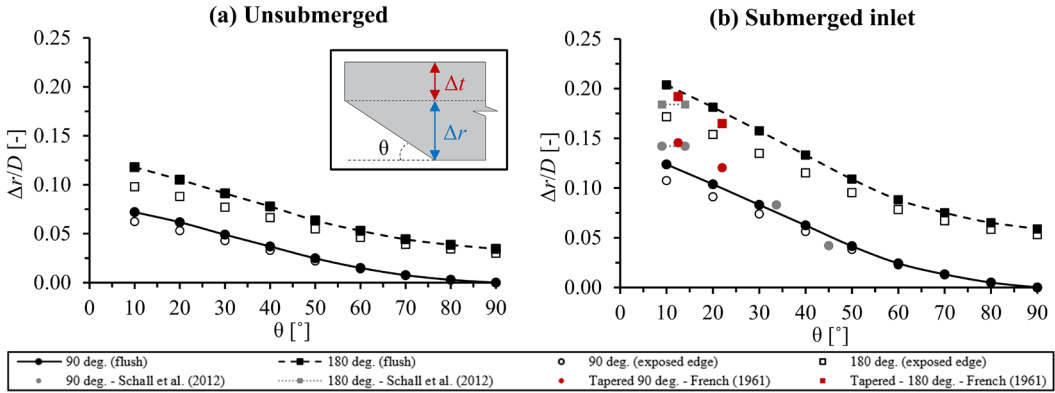 (a) Unsubmerged
(b) Submerged inlet
0.25
0.20
0.15
0.10
0.05
0.00
Δr/D [-]
0 10 20 30 40 50 60 70 80 90
θ [˚]
Δt
Δr
θ
0.25
0.20
0.15
0.10
0.05
0.00
Δr/D [-]
0 10 20 30 40 50 60 70 80 90
θ [˚]
90 deg. (flush) 180 deg. (flush) 90 deg. (exposed edge) 180 deg. (exposed edge)
90 deg. - Schall et al. (2012) 180 deg. - Schall et al. (2012) Tapered 90 deg. - French (1961) Tapered - 180 deg. - French (1961)